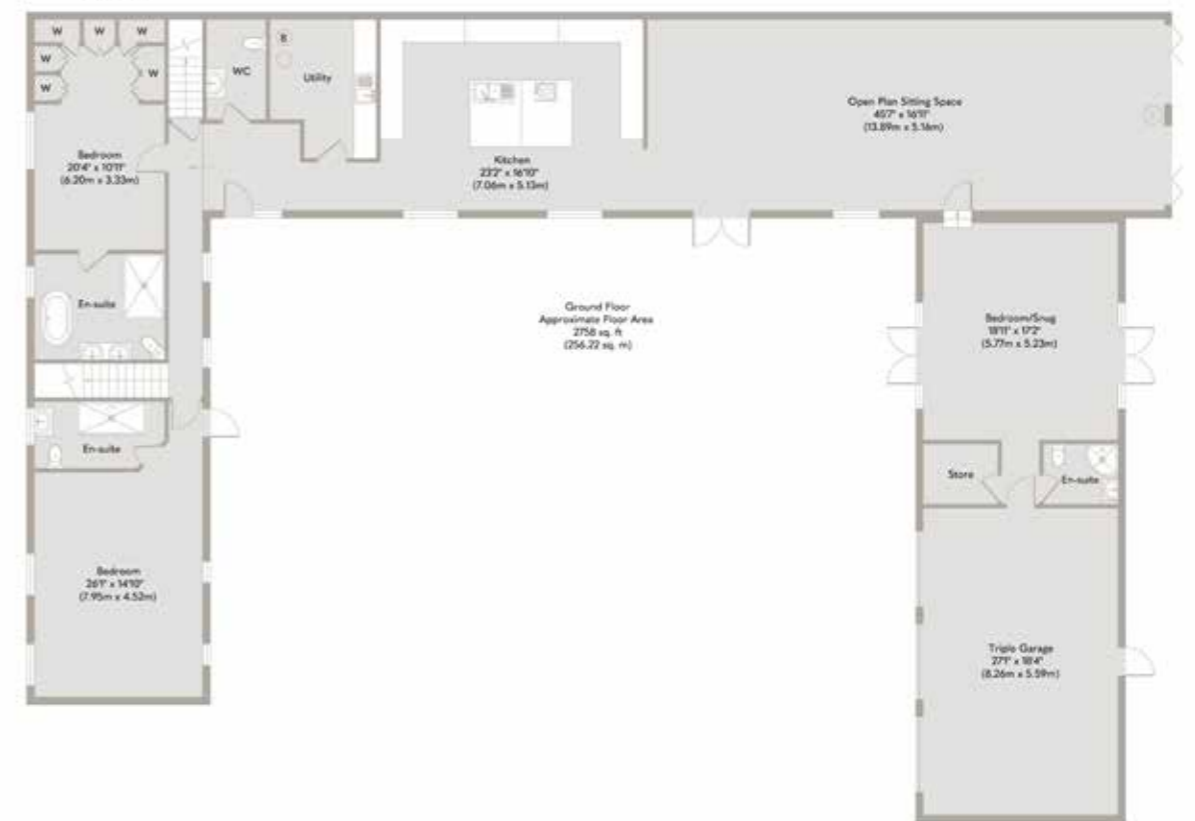 W
W
W
W
W
W
Bedroom
20'4" x 10'11"
(6.20m x 3.33m)
WC
B
Utility
Kitchen
23'2" x 16'10"
(7.06m x 5.13m)
Open Plan Sitting Space
45'7" x 16'11"
(13.89m x 5.16m)
En-suite
Ground Floor
Approximate Floor Area
2758 sq. ft
(256.22 sq. m)
Bedroom/Snug
18'11" x 17'2"
(5.77m x 5.23m)
En-suite
Store
En-suite
Bedroom
26'1" x 14'10"
(7.95m x 4.52m)
Triple Garage
27'1" x 18'4"
(8.26m x 5.59m)